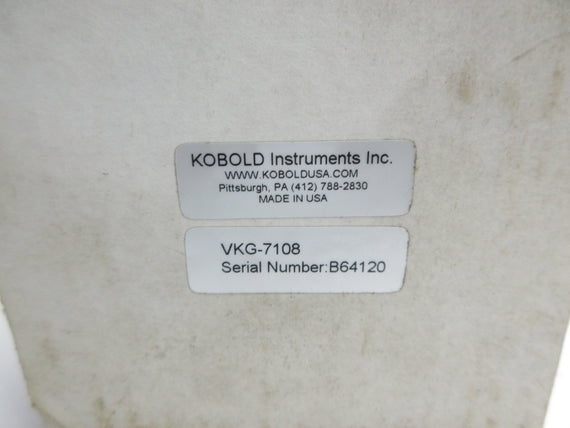 KOBOLD Instruments Inc.
WWW.KOBOLDUSA.COM
Pittsburgh, PA (412) 788-2830
MADE IN USA
VKG-7108
Serial Number:B64120